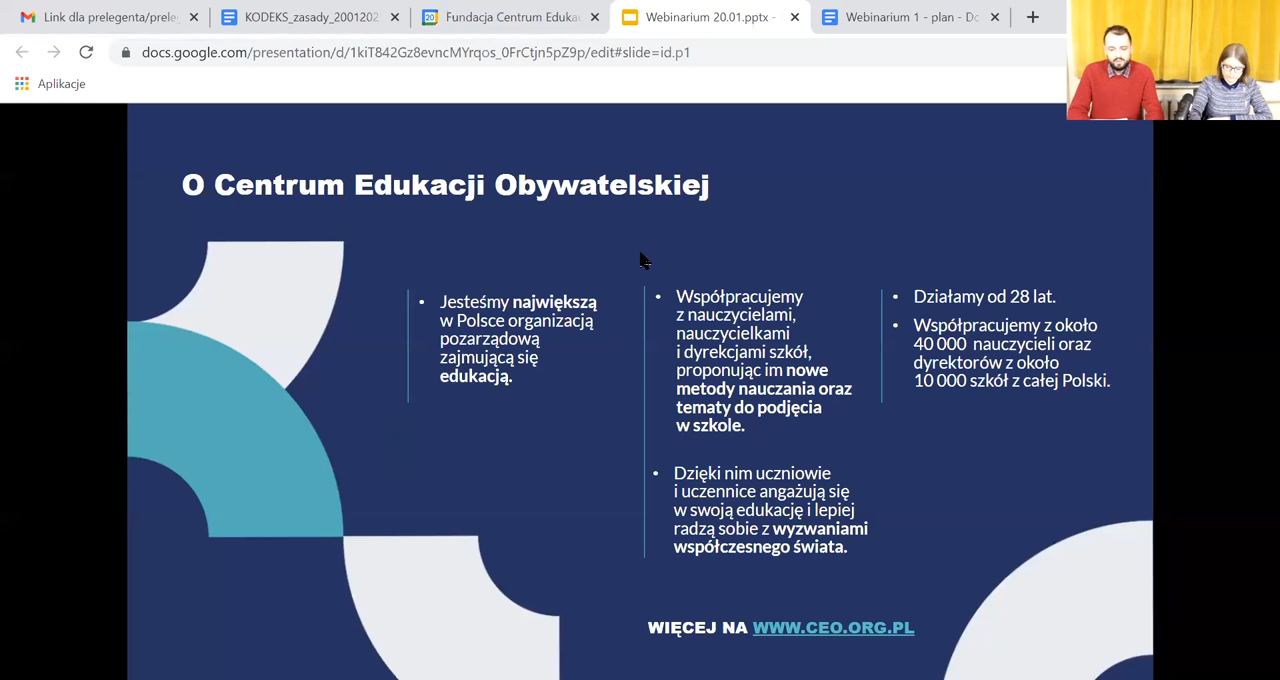 Link dla prelegenta/prele
KODEKS_zasady_2001202
Fundacja Centrum Eduka
Webinarium 20.01.pptx -
Webinarium 1 - plan - Do
docs.google.com/presentation/d/1kiT842Gz8evncMYrqos_0FrCtjn5pZ9p/edit#slide=id.p1
Aplikacje
O Centrum Edukacji Obywatelskiej
• Jesteśmy największą
w Polsce organizacją
pozarządową
zajmującą się
edukacją.
• Współpracujemy
z nauczycielami,
nauczycielkami
i dyrekcjami szkół,
proponując im nowe
metody nauczania oraz
tematy do podjęcia
w szkole.
• Dzięki nim uczniowie
i uczennice angażują się
w swoją edukację i lepiej
radzą sobie z wyzwaniami
współczesnego świata.
• Działamy od 28 lat.
• Współpracujemy z około
40 000 nauczycieli oraz
dyrektorów z około
10 000 szkół z całej Polski.
WIĘCEJ NA WWW.CEO.ORG.PL